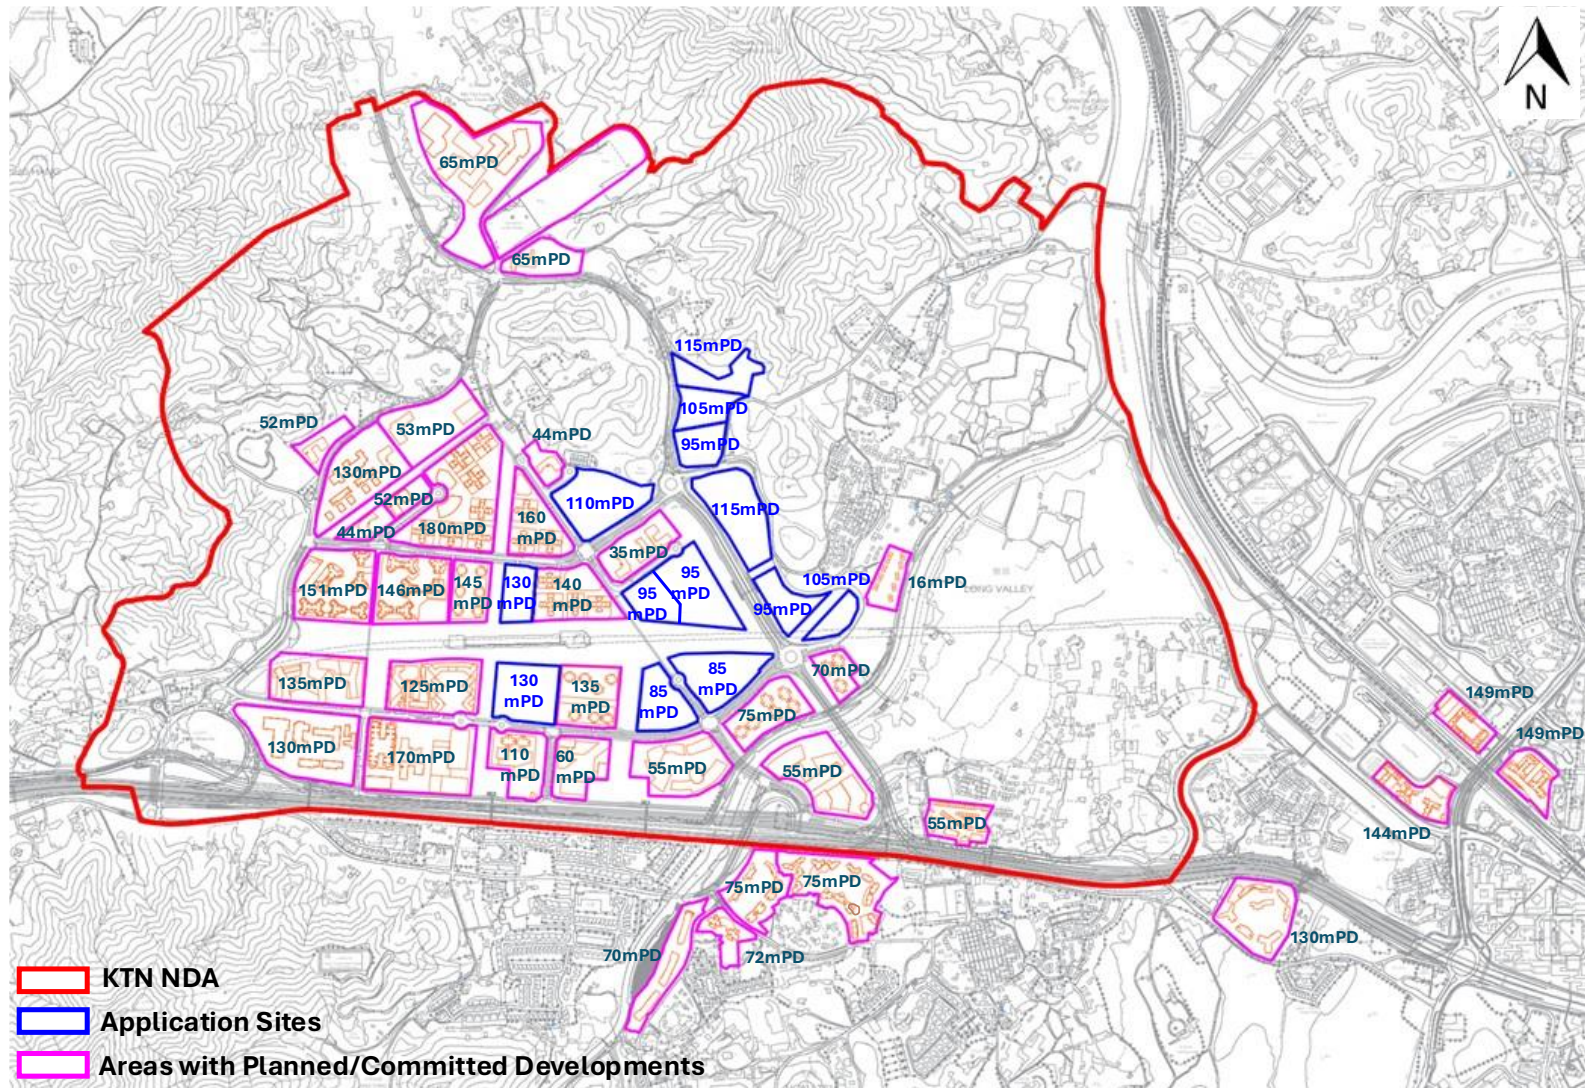 N
65mPD
65mPD
115mPD
105mPD
95mPD
52mPD
53mPD
44mPD
130mPD
52mPD
44mPD
180mPD
160
mPD
110mPD
115mPD
35mPD
151mPD
146mPD
145
mPD
130
mPD
140
mPD
95
mPD
95
mPD
105mPD
95mPD
16mPD
LONG VALLEY
135mPD
125mPD
130
mPD
135
mPD
85
mPD
85
mPD
70mPD
75mPD
130mPD
170mPD
110
mPD
60
mPD
55mPD
55mPD
55mPD
149mPD
149mPD
144mPD
75mPD
75mPD
70mPD
72mPD
130mPD
KTN NDA
Application Sites
Areas with Planned/Committed Developments